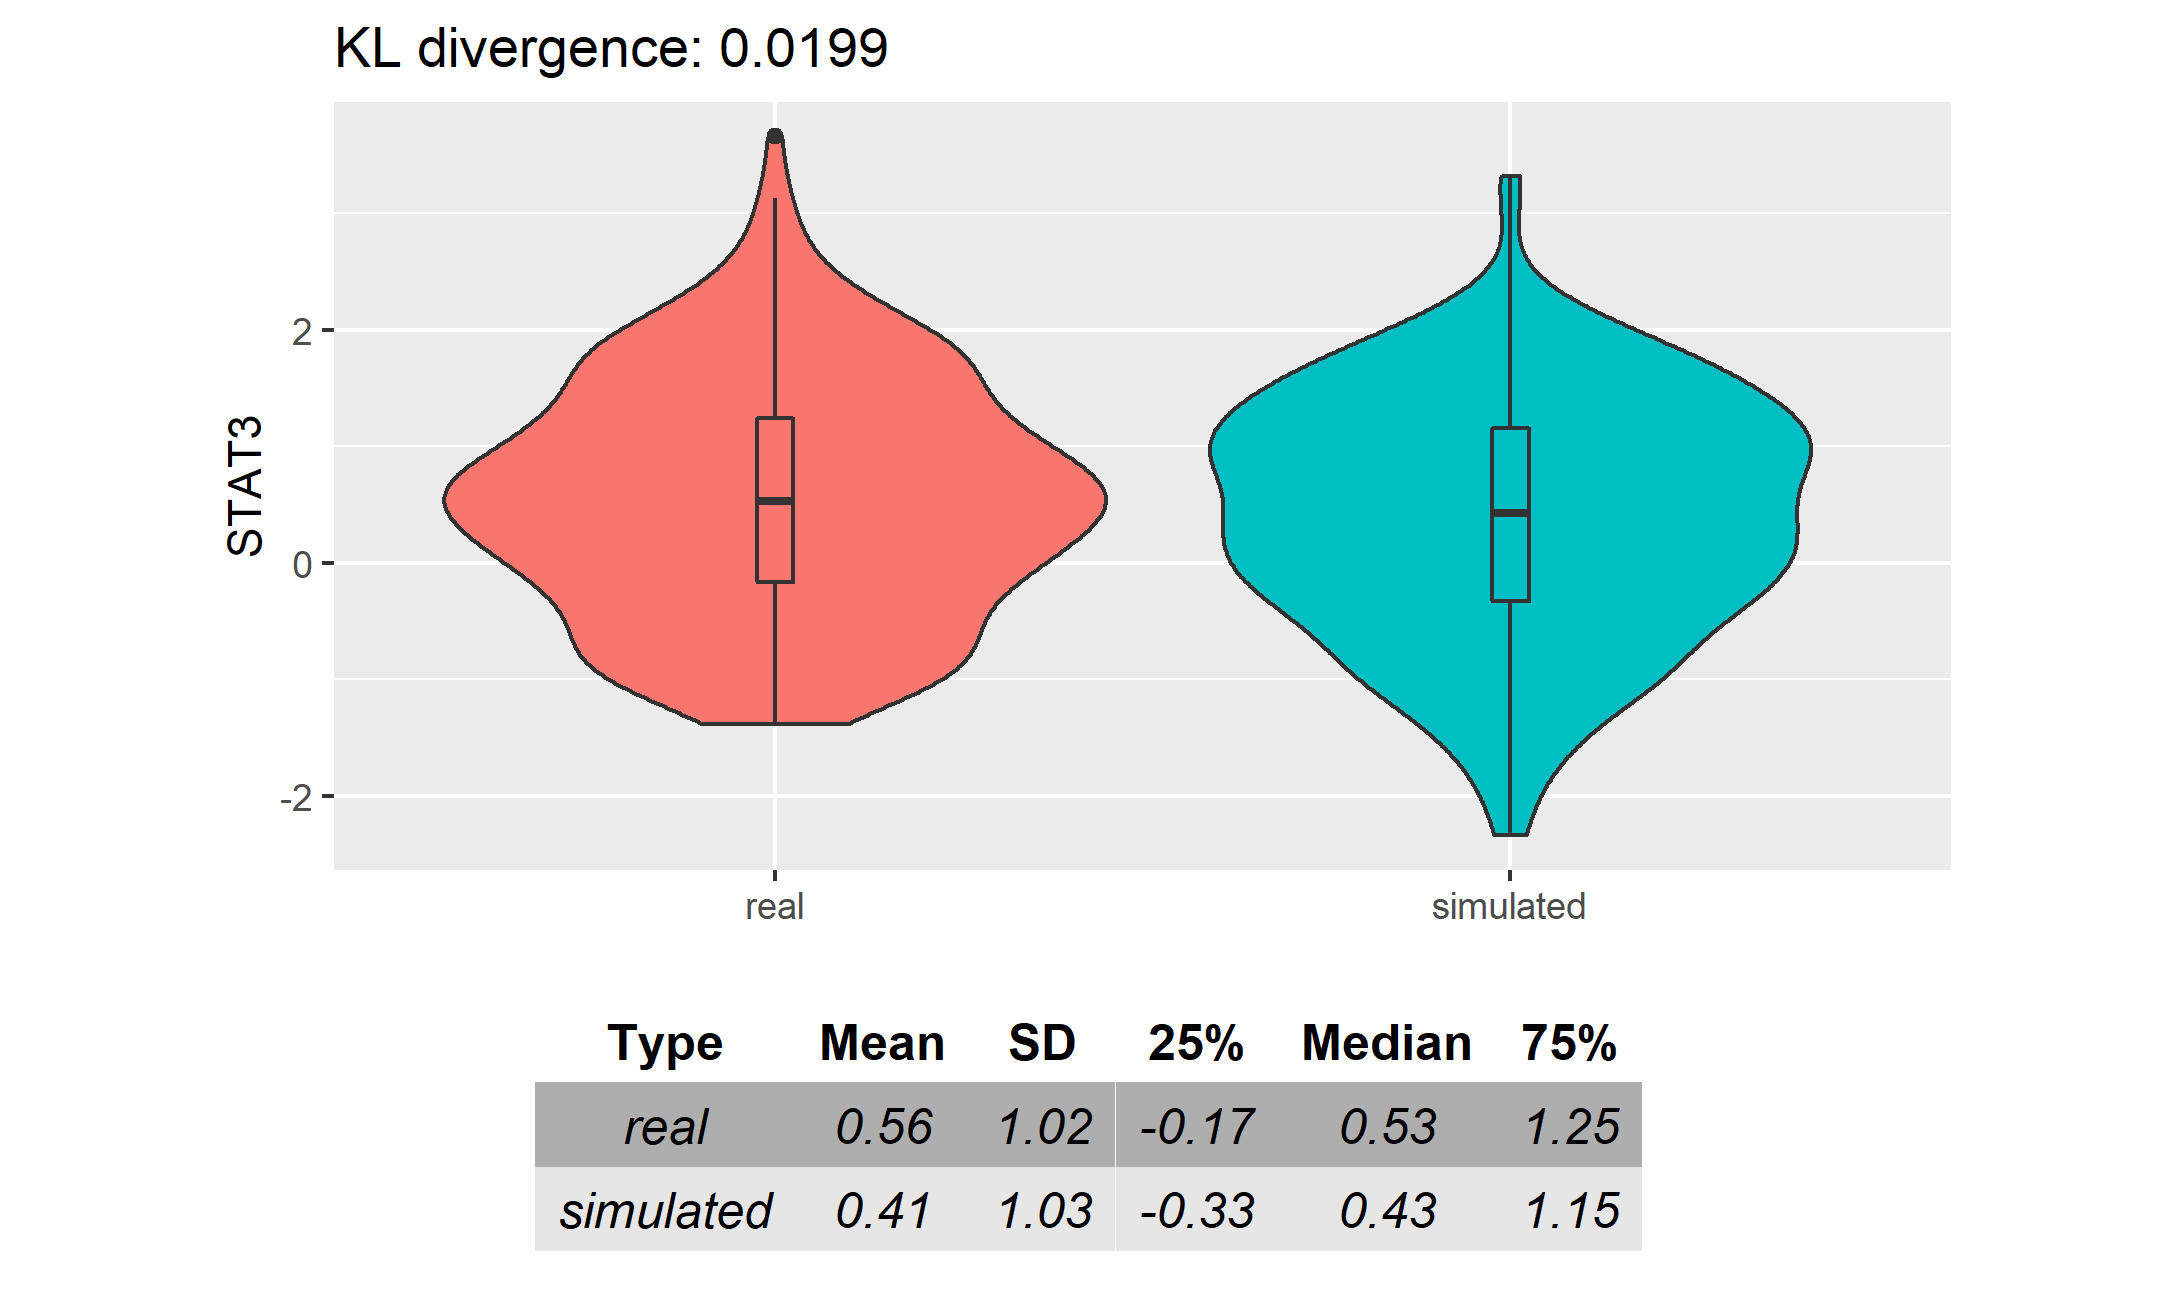 KL divergence: 0.0199
STAT3
2
0
-2
real simulated
Type Mean SD 25% Median 75%
real 0.56 1.02 -0.17 0.53 1.25
simulated 0.41 1.03 -0.33 0.43 1.15